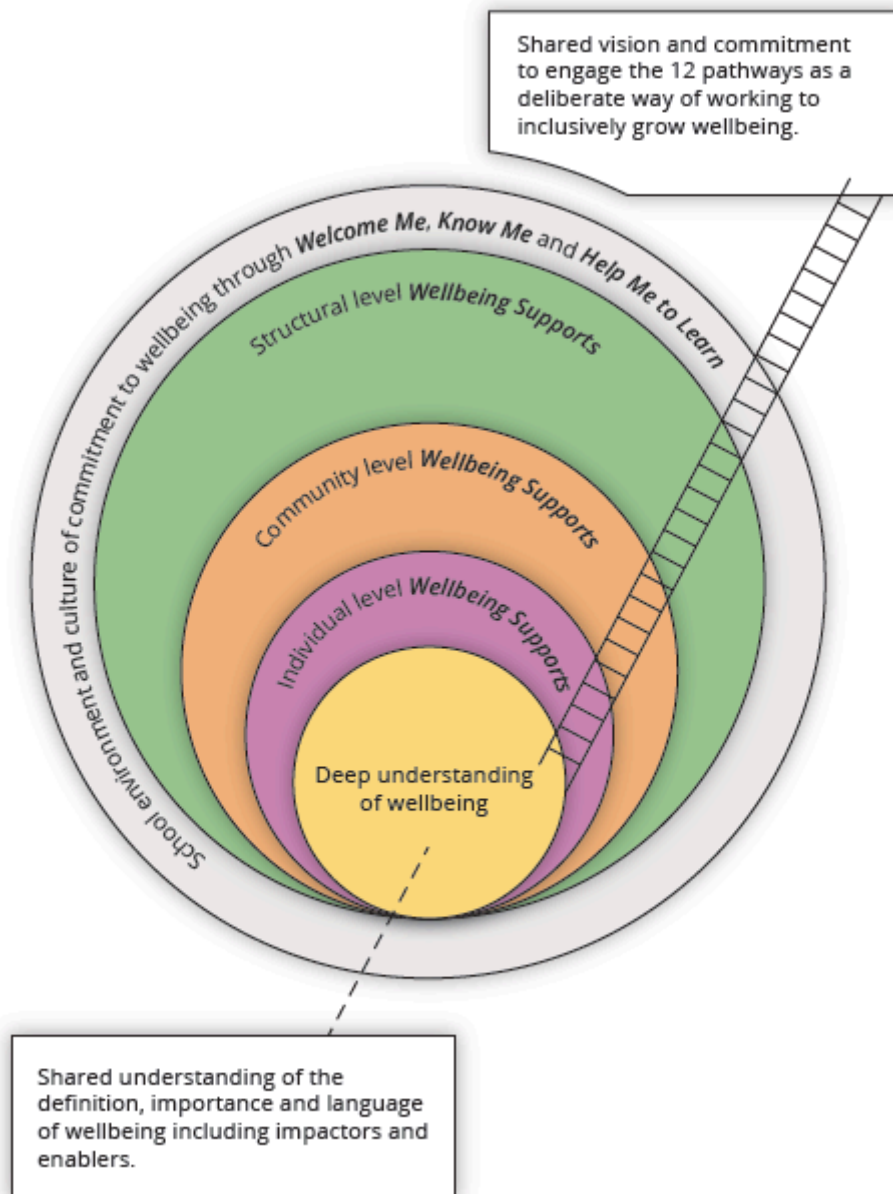 Shared vision and commitment
to engage the 12 pathways as a
deliberate way of working to
inclusively grow wellbeing.
School environment and culture of commitment to wellbeing through Welcome Me, Know Me and Help Me to Learn
Structural level Wellbeing Supports
Community level Wellbeing Supports
Individual level Wellbeing Supports
Deep understanding
of wellbeing
Shared understanding of the
definition, importance and language
of wellbeing including impactors and
enablers.